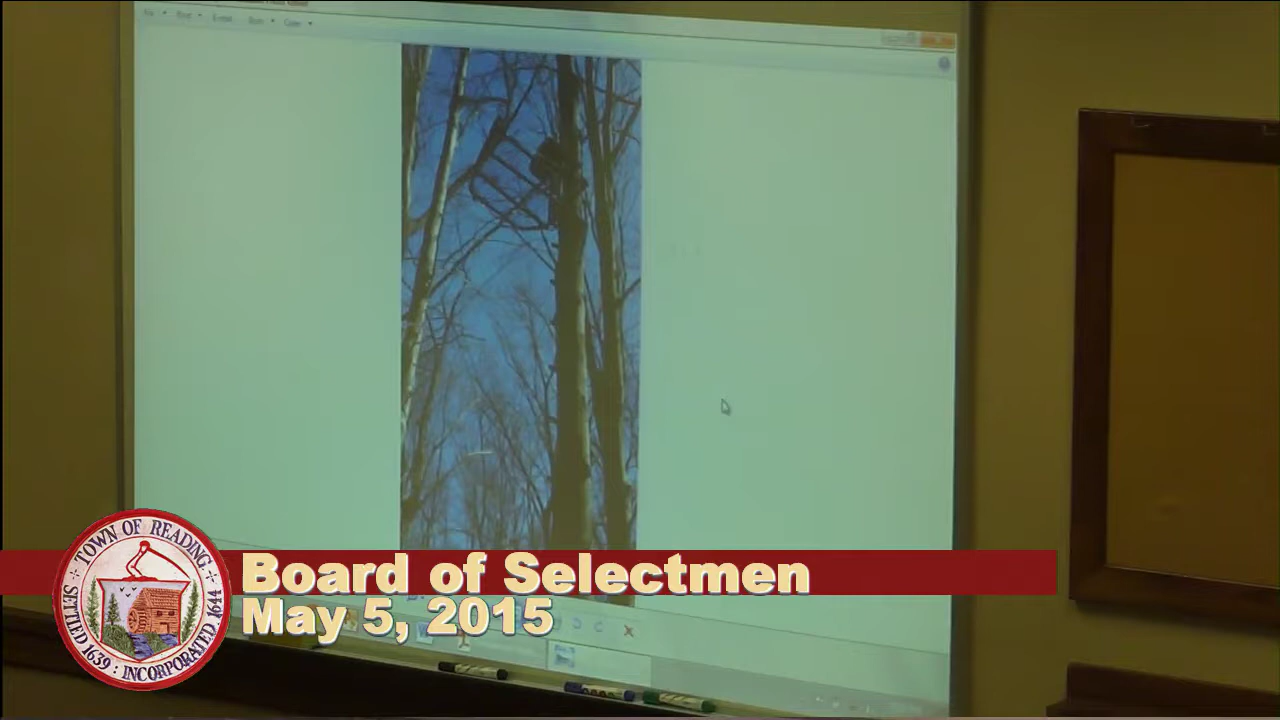 Board of Selectmen
May 5, 2015
TOWN OF READING
SETTLED 1639 : INCORPORATED 1644